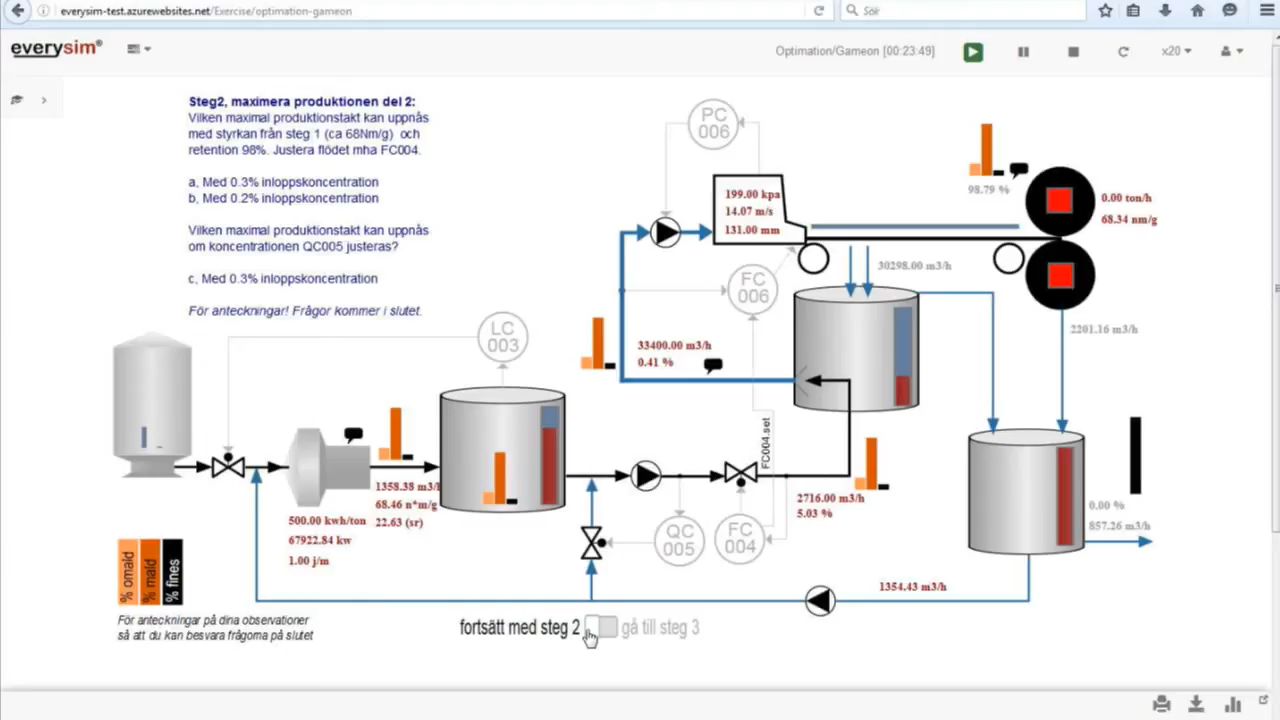 everysim-test.azurewebsites.net/Exercise/optimation-gameon
Sök
everysim®
Optimation/Gameon [00:23:49]
x20
Steg2, maximera produktionen del 2:
Vilken maximal produktionstakt kan uppnås
med styrkan från steg 1 (ca 68Nm/g) och
retention 98%. Justera flödet mha FC004.
a, Med 0.3% inloppskoncentration
b, Med 0.2% inloppskoncentration
Vilken maximal produktionstakt kan uppnås
om koncentrationen QC005 justeras?
c, Med 0.3% inloppskoncentration
För anteckningar! Frågor kommer i slutet.
PC
006
199.00 kpa
14.07 m/s
131.00 mm
98.79 %
0.00 ton/h
68.34 nm/g
FC
006
30298.00 m3/h
LC
003
33400.00 m3/h
0.41 %
2201.16 m3/h
FC004.set
1358.38 m3/h
68.46 n*m/g
22.63 (sr)
500.00 kwh/ton
67922.84 kw
1.00 j/m
2716.00 m3/h
5.03 %
QC
005
FC
004
0.00 %
857.26 m3/h
1354.43 m3/h
% omald
% mald
% fines
För anteckningar på dina observationer
så att du kan besvara frågorna på slutet
fortsätt med steg 2
gå till steg 3